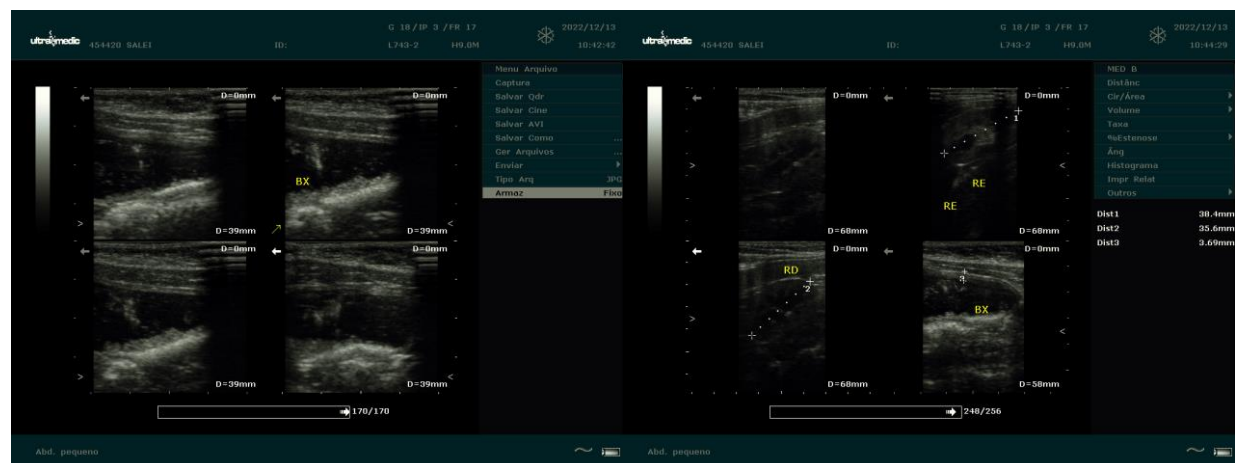 ultramedic 454420 SALEI ID: G 18/IP 3 /FR 17 2022/12/13
L743-2 H9.0M 10:42:42
Menu Arquivo
Captura
Salvar Qdr
Salvar Cine
Salvar AVI
Salvar Como ...
Ger Arquivos ...
Enviar
Tipo Arq JPG
Armaz Fixo
D=0mm D=0mm
BX
D=39mm D=39mm
D=0mm D=0mm
D=39mm D=39mm
170/170
Abd. pequeno
ultramedic 454420 SALEI ID: G 18/IP 3 /FR 17 2022/12/13
L743-2 H9.0M 10:44:29
MED B
Distânc
Cir/Área
Volume
Taxa
%Estenose
Âng
Histograma
Impr Relat
Outros
Dist1 38.4mm
Dist2 35.6mm
Dist3 3.69mm
D=0mm D=0mm
1
RE
RE
D=68mm D=68mm
D=0mm D=0mm
RD
2
3
BX
D=68mm D=58mm
248/256
Abd. pequeno